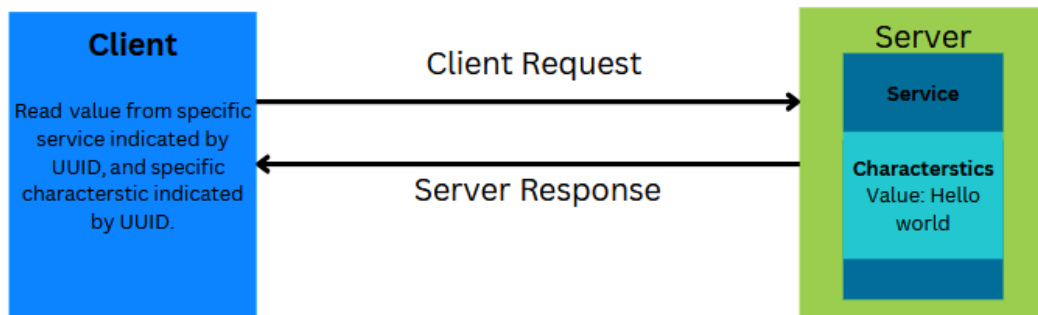 Client
Read value from specific
service indicated by
UUID, and specific
characterstic indicated
by UUID.
Client Request
Server Response
Server
Service
Characterstics
Value: Hello
world